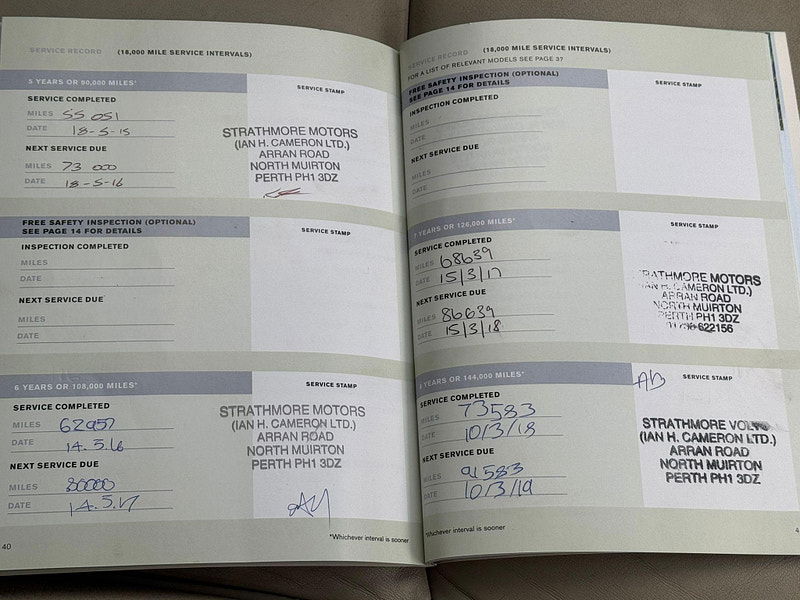 SERVICE RECORD (18,000 MILE SERVICE INTERVALS)
5 YEARS OR 90,000 MILES*
SERVICE STAMP
SERVICE COMPLETED
MILES 55 051
DATE 18-5-15
NEXT SERVICE DUE
MILES 73 000
DATE 18-5-16
STRATHMORE MOTORS
(IAN H. CAMERON LTD.)
ARRAN ROAD
NORTH MUIRTON
PERTH PH1 3DZ
FREE SAFETY INSPECTION (OPTIONAL)
SEE PAGE 14 FOR DETAILS
SERVICE STAMP
INSPECTION COMPLETED
MILES
DATE
NEXT SERVICE DUE
MILES
DATE
6 YEARS OR 108,000 MILES*
SERVICE STAMP
SERVICE COMPLETED
MILES 62957
DATE 14.5.16
NEXT SERVICE DUE
MILES 80000
DATE 14.5.17
STRATHMORE MOTORS
(IAN H. CAMERON LTD.)
ARRAN ROAD
NORTH MUIRTON
PERTH PH1 3DZ
*Whichever interval is sooner
40
SERVICE RECORD (18,000 MILE SERVICE INTERVALS)
FOR A LIST OF RELEVANT MODELS SEE PAGE 37
FREE SAFETY INSPECTION (OPTIONAL)
SEE PAGE 14 FOR DETAILS
SERVICE STAMP
INSPECTION COMPLETED
MILES
DATE
NEXT SERVICE DUE
MILES
DATE
7 YEARS OR 126,000 MILES*
SERVICE STAMP
SERVICE COMPLETED
MILES 68639
DATE 15/3/17
NEXT SERVICE DUE
MILES 86639
DATE 15/3/18
STRATHMORE MOTORS
(IAN H. CAMERON LTD.)
ARRAN ROAD
NORTH MUIRTON
PERTH PH1 3DZ
622156
8 YEARS OR 144,000 MILES*
AB
SERVICE STAMP
SERVICE COMPLETED
MILES 73583
DATE 10/3/18
NEXT SERVICE DUE
MILES 91583
DATE 10/3/19
STRATHMORE VOLVO
(IAN H. CAMERON LTD.)
ARRAN ROAD
NORTH MUIRTON
PERTH PH1 3DZ
*Whichever interval is sooner